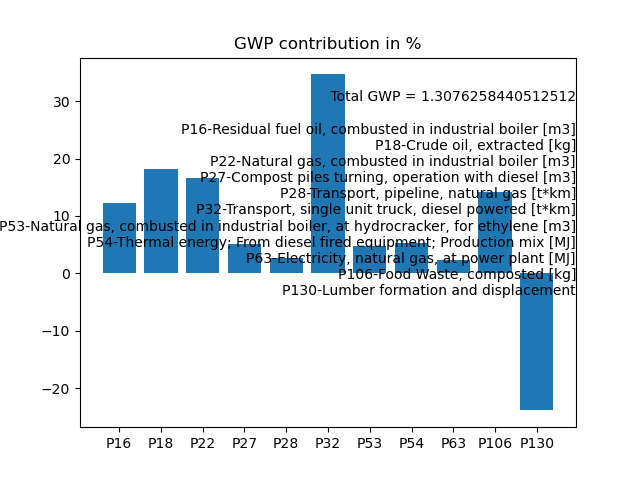 GWP contribution in %
30
20
10
0
−10
−20
Total GWP = 1.3076258440512512
P16-Residual fuel oil, combusted in industrial boiler [m3]
P18-Crude oil, extracted [kg]
P22-Natural gas, combusted in industrial boiler [m3]
P27-Compost piles turning, operation with diesel [m3]
P28-Transport, pipeline, natural gas [t*km]
P32-Transport, single unit truck, diesel powered [t*km]
P53-Natural gas, combusted in industrial boiler, at hydrocracker, for ethylene [m3]
P54-Thermal energy; From diesel fired equipment; Production mix [MJ]
P63-Electricity, natural gas, at power plant [MJ]
P106-Food Waste, composted [kg]
P130-Lumber formation and displacement
P16 P18 P22 P27 P28 P32 P53 P54 P63 P106 P130